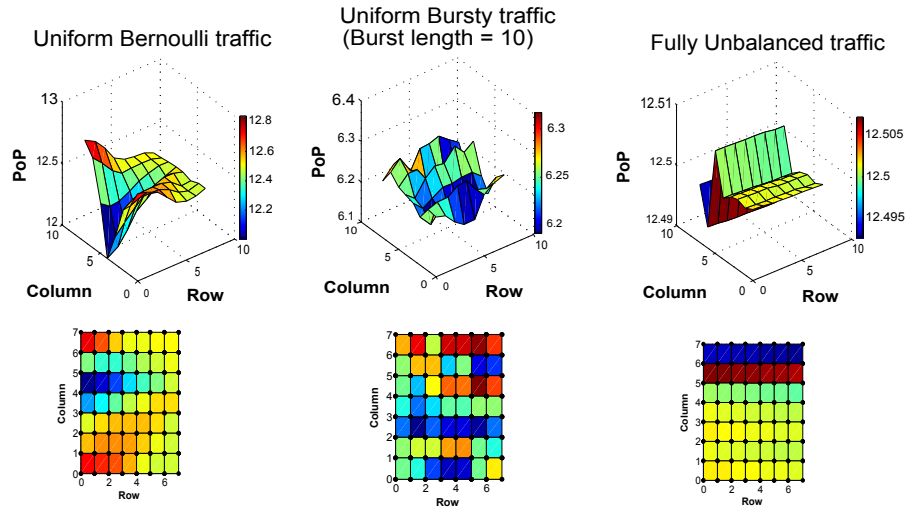 Uniform Bernoulli traffic
Uniform Bursty traffic
(Burst length = 10)
Fully Unbalanced traffic
13
12.5
12
PoP
10
5
0
0
5
10
Column
Row
12.8
12.6
12.4
12.2
6.4
6.3
6.2
6.1
PoP
10
5
0
0
5
10
Column
Row
6.3
6.25
6.2
12.51
12.5
12.49
PoP
10
5
0
0
5
10
Column
Row
12.505
12.5
12.495
7
6
5
4
3
2
1
0
Column
0 2 4 6
Row
7
6
5
4
3
2
1
0
Column
0 2 4 6
Row
7
6
5
4
3
2
1
0
Column
0 2 4 6
Row